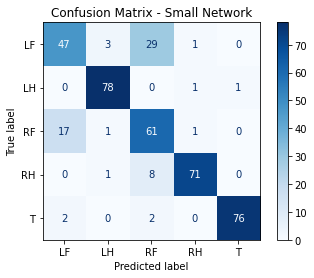 Confusion Matrix - Small Network
LF 47 3 29 1 0
LH 0 78 0 1 1
RF 17 1 61 1 0
RH 0 1 8 71 0
T 2 0 2 0 76
LF LH RF RH T
Predicted label
True label
70
60
50
40
30
20
10
0